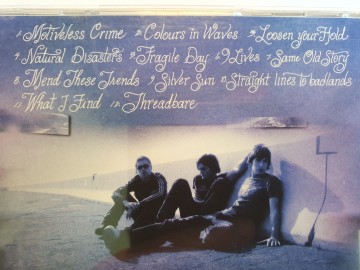 1. Motiveless Crime 2. Colours in Waves 3. Loosen your Hold
4. Natural Disasters 5. Fragile Day 6. 9 Lives 7. Same Old Story
8. Mend These Trends 9. Silver Sun 10. Straight lines to badlands
11. What I Find 12. Threadbare